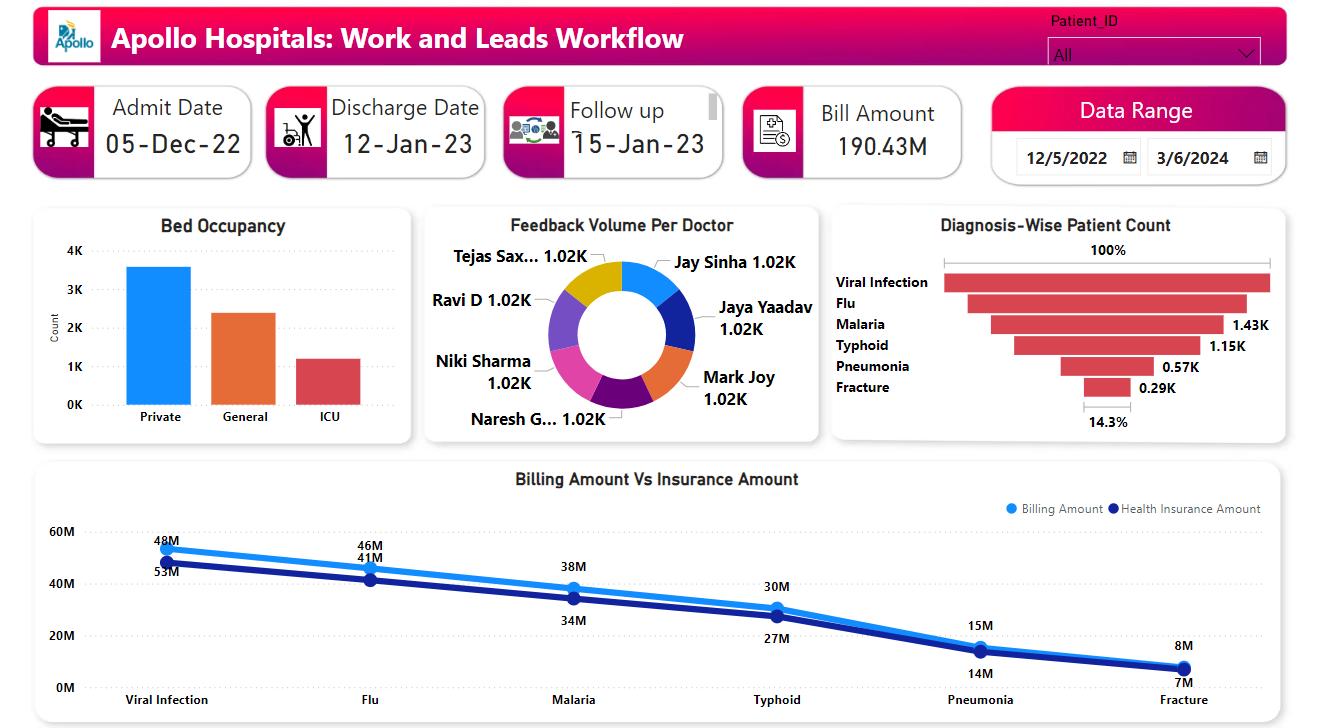 Apollo
Apollo Hospitals: Work and Leads Workflow
Patient_ID
All
Admit Date
05-Dec-22
Discharge Date
12-Jan-23
Follow up
15-Jan-23
Bill Amount
190.43M
Data Range
12/5/2022
3/6/2024
Bed Occupancy
Count
4K
3K
2K
1K
0K
Private
General
ICU
Feedback Volume Per Doctor
Tejas Sax... 1.02K
Jay Sinha 1.02K
Ravi D 1.02K
Jaya Yaadav
1.02K
Niki Sharma
1.02K
Mark Joy
1.02K
Naresh G... 1.02K
Diagnosis-Wise Patient Count
100%
Viral Infection
Flu
Malaria
1.43K
Typhoid
1.15K
Pneumonia
0.57K
Fracture
0.29K
14.3%
Billing Amount Vs Insurance Amount
Billing Amount
Health Insurance Amount
60M
40M
20M
0M
48M
53M
46M
41M
38M
34M
30M
27M
15M
14M
8M
7M
Viral Infection
Flu
Malaria
Typhoid
Pneumonia
Fracture